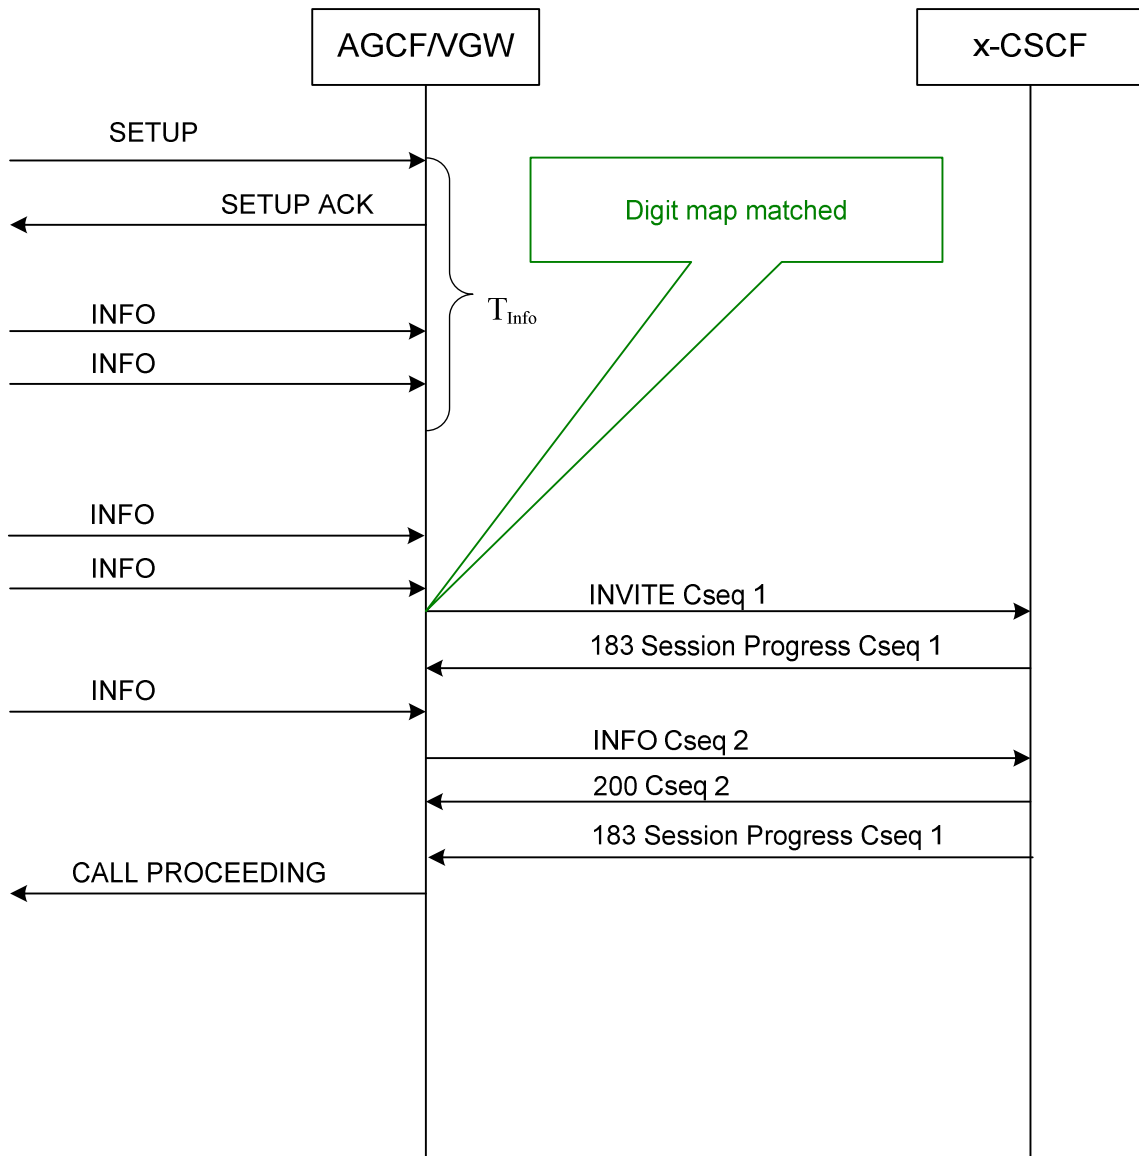 AGCF/VGW
x-CSCF
SETUP
SETUP ACK
Digit map matched
INFO
TInfo
INFO
INFO
INFO
INVITE Cseq 1
183 Session Progress Cseq 1
INFO
INFO Cseq 2
200 Cseq 2
183 Session Progress Cseq 1
CALL PROCEEDING